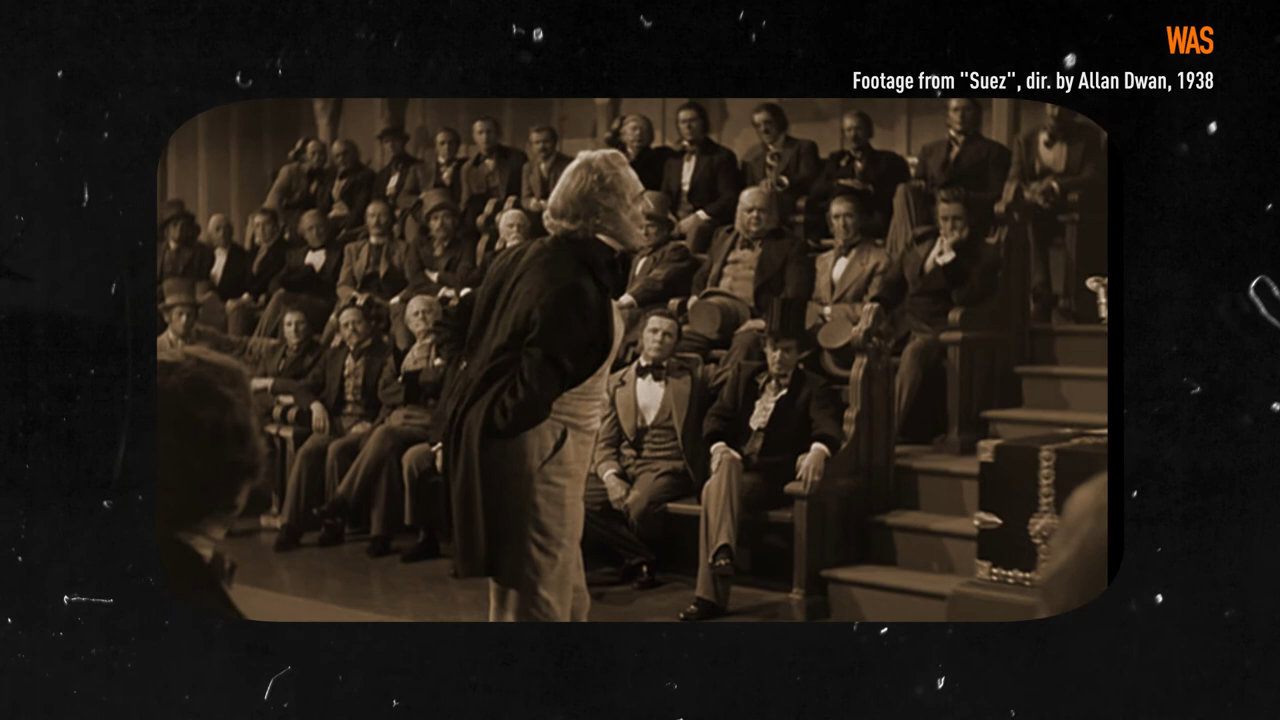 WAS
Footage from "Suez", dir. by Allan Dwan, 1938